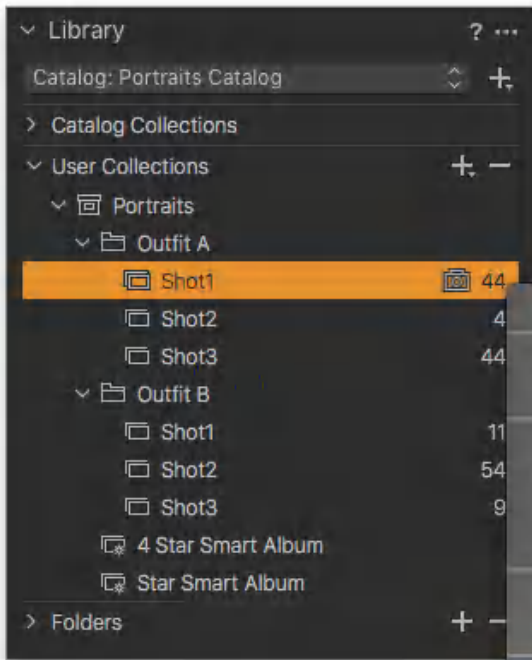 Library ? ...
Catalog: Portraits Catalog
Catalog Collections
User Collections
Portraits
Outfit A
Shot1 44
Shot2 4
Shot3 44
Outfit B
Shot1 11
Shot2 54
Shot3 9
4 Star Smart Album
Star Smart Album
Folders